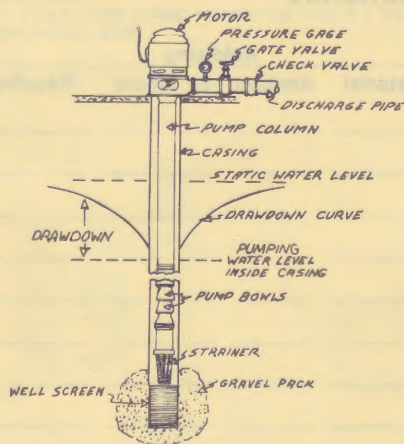 MOTOR
PRESSURE GAGE
GATE VALVE
CHECK VALVE
DISCHARGE PIPE
PUMP COLUMN
CASING
STATIC WATER LEVEL
DRAWDOWN CURVE
DRAWDOWN
PUMPING
WATER LEVEL
INSIDE CASING
PUMP BOWLS
STRAINER
WELL SCREEN
GRAVEL PACK